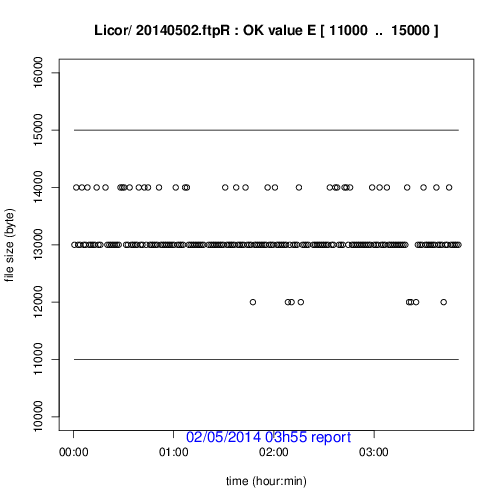 Licor/ 20140502.ftpR : OK value E [ 11000 .. 15000 ]
16000
15000
14000
13000
12000
11000
10000
file size (byte)
00:00
01:00
02:00
03:00
02/05/2014 03h55 report
time (hour:min)